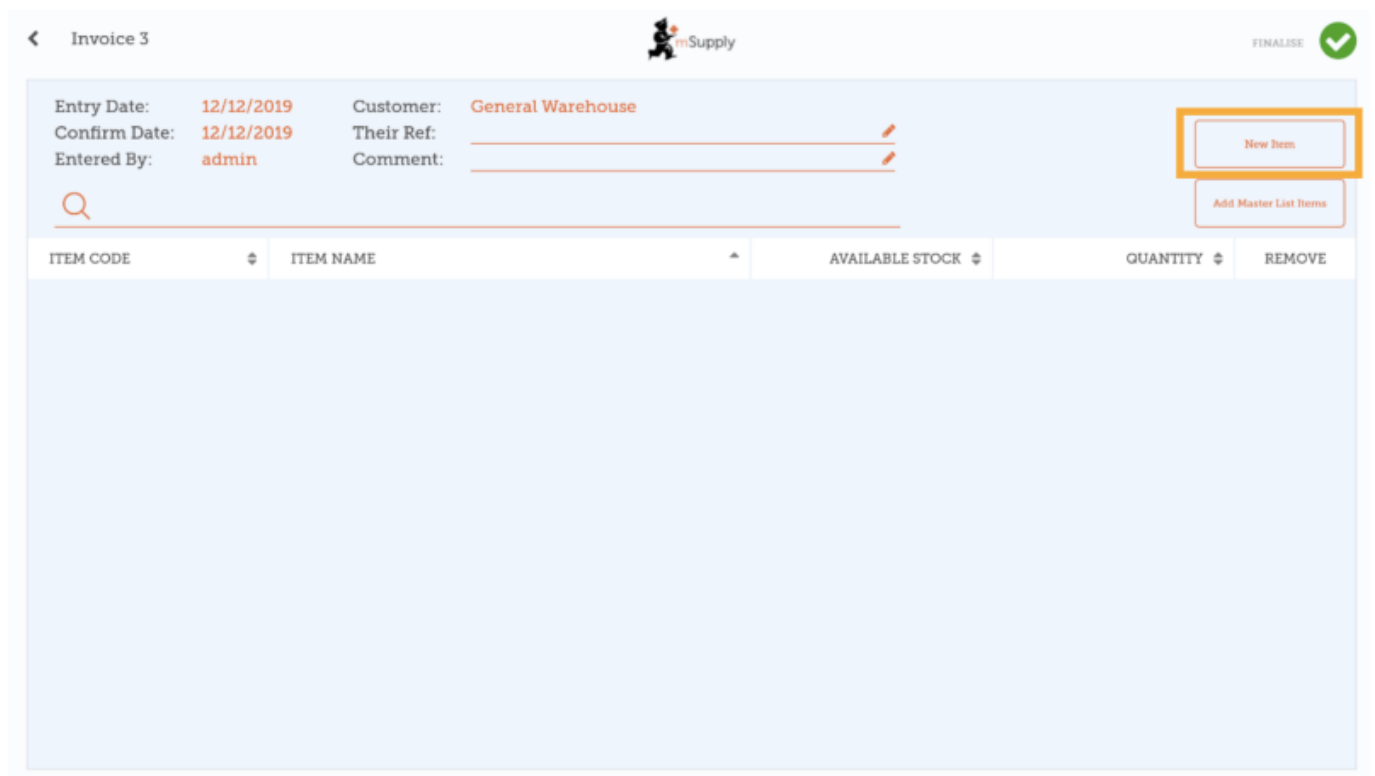 Invoice 3
mSupply
FINALISE
Entry Date: 12/12/2019 Customer: General Warehouse
Confirm Date: 12/12/2019 Their Ref:
Entered By: admin Comment:
New Item
Add Master List Items
ITEM CODE ITEM NAME AVAILABLE STOCK QUANTITY REMOVE